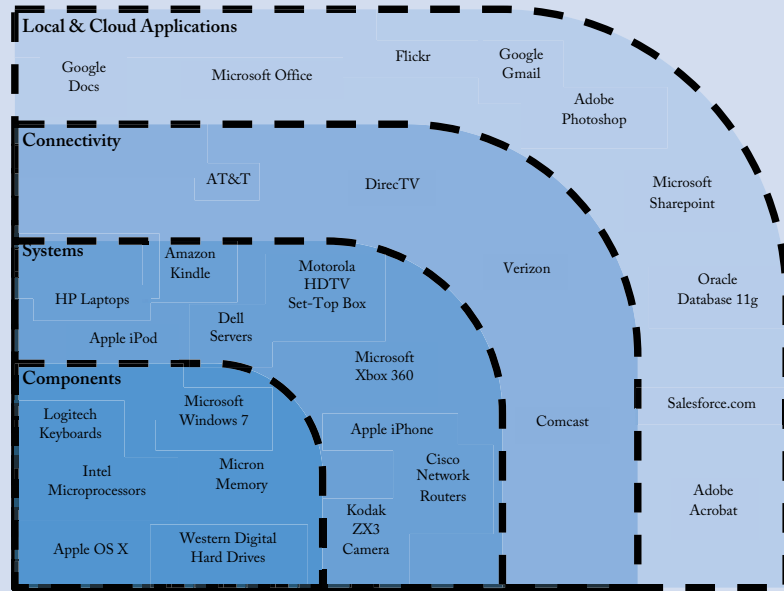 Local & Cloud Applications
Google
Docs
Microsoft Office
Flickr
Google
Gmail
Adobe
Photoshop
Microsoft
Sharepoint
Oracle
Database 11g
Salesforce.com
Adobe
Acrobat
Connectivity
AT&T
DirecTV
Verizon
Comcast
Systems
HP Laptops
Amazon
Kindle
Motorola
HDTV
Set-Top Box
Apple iPod
Dell
Servers
Microsoft
Xbox 360
Apple iPhone
Cisco
Network
Routers
Kodak
ZX3
Camera
Components
Logitech
Keyboards
Microsoft
Windows 7
Intel
Microprocessors
Micron
Memory
Apple OS X
Western Digital
Hard Drives